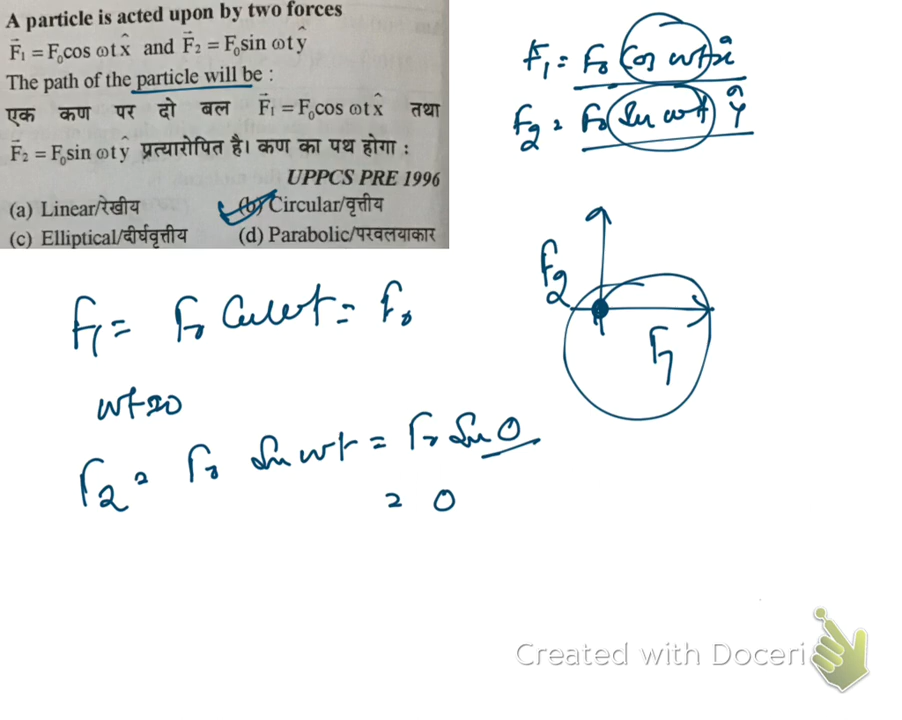 A particle is acted upon by two forces
F⃗₁ = F₀cos ωt x̂ and F⃗₂ = F₀sin ωt ŷ
The path of the particle will be :
एक कण पर दो बल F⃗₁ = F₀cos ωt x̂ तथा
F⃗₂ = F₀sin ωt ŷ प्रत्यारोपित है। कण का पथ होगा :
UPPCS PRE 1996
(a) Linear/रेखीय (b) Circular/वृत्तीय
(c) Elliptical/दीर्घवृत्तीय (d) Parabolic/परवलयाकार
F₁ = F₀ Cos ωt x̂
F₂ = F₀ Sin ωt ŷ
F₂
F₁
F₁ = F₀ Cos ωt = F₀
ωt = 0
F₂ = F₀ Sin ωt = F₀ Sin 0
= 0
Created with Doceri